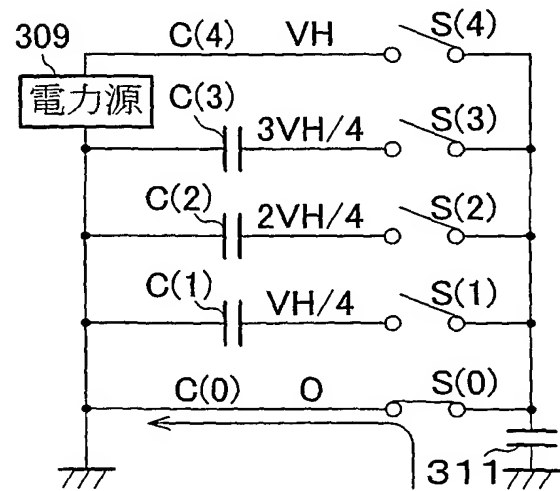 309
C(4) VH S(4)
電力源
C(3) 3VH/4 S(3)
C(2) 2VH/4 S(2)
C(1) VH/4 S(1)
C(0) O S(0)
311